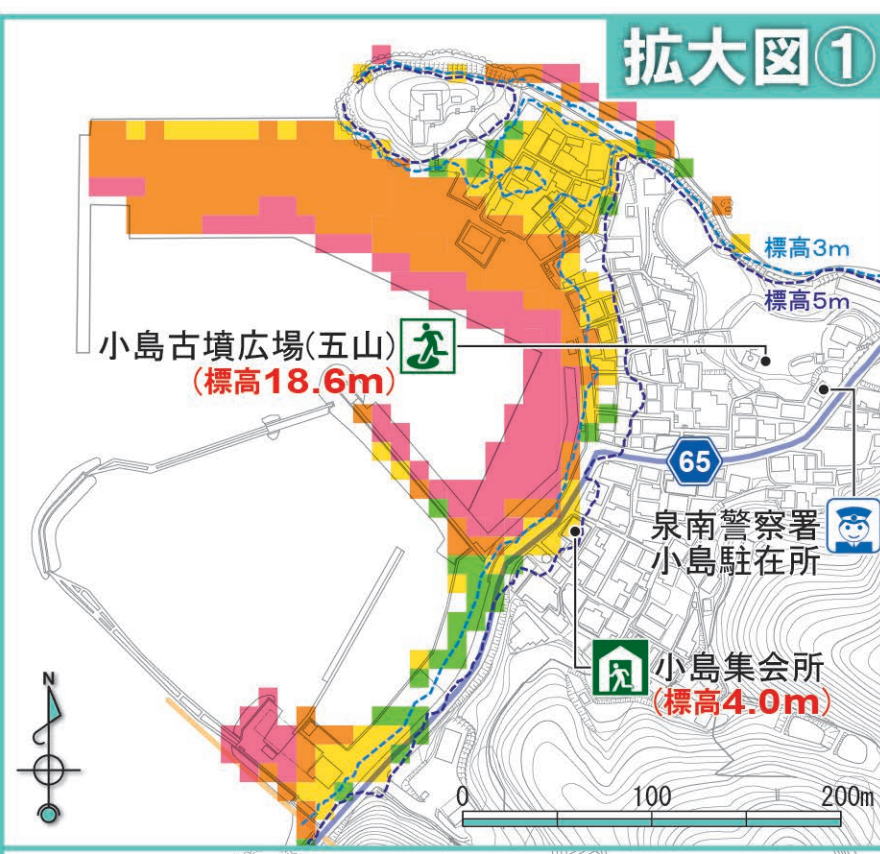 拡大図①
標高3m
標高5m
小島古墳広場(五山)
(標高18.6m)
65
泉南警察署
小島駐在所
小島集会所
(標高4.0m)
N
0 100 200m